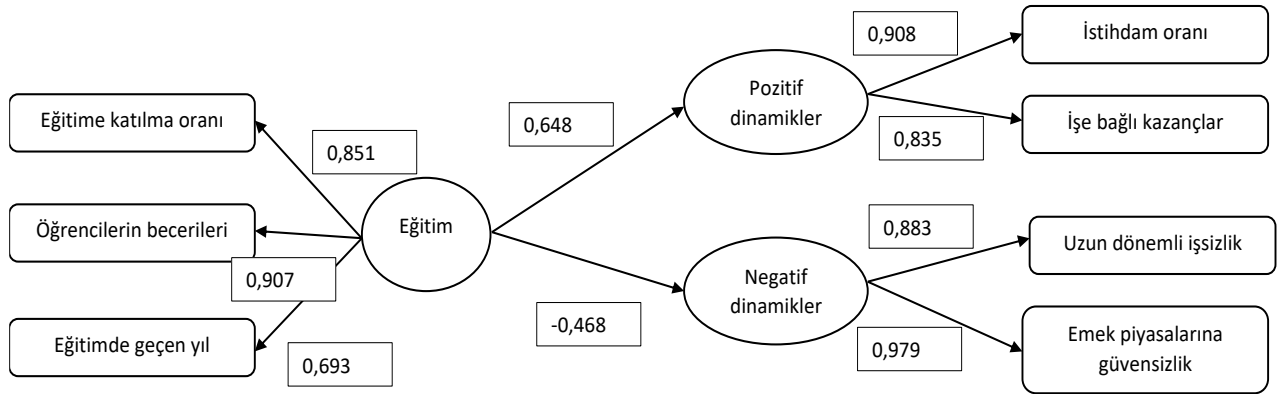 Eğitime katılma oranı
Öğrencilerin becerileri
Eğitimde geçen yıl
0,851
0,907
0,693
Eğitim
0,648
-0,468
Pozitif
dinamikler
Negatif
dinamikler
0,908
0,835
0,883
0,979
İstihdam oranı
İşe bağlı kazançlar
Uzun dönemli işsizlik
Emek piyasalarına
güvensizlik